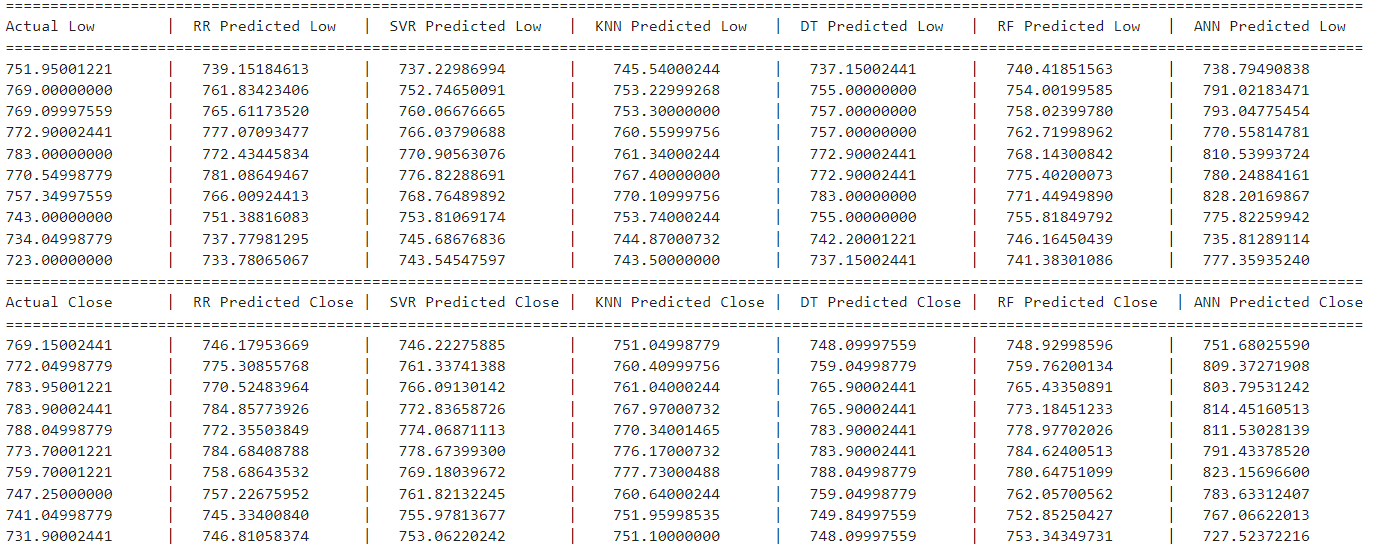 =========================================================================================================================================================
Actual Low | RR Predicted Low | SVR Predicted Low | KNN Predicted Low | DT Predicted Low | RF Predicted Low | ANN Predicted Low
=========================================================================================================================================================
751.95001221 | 739.15184613 | 737.22986994 | 745.54000244 | 737.15002441 | 740.41851563 | 738.79490838
769.00000000 | 761.83423406 | 752.74650091 | 753.22999268 | 755.00000000 | 754.00199585 | 791.02183471
769.09997559 | 765.61173520 | 760.06676665 | 753.30000000 | 757.00000000 | 758.02399780 | 793.04775454
772.90002441 | 777.07093477 | 766.03790688 | 760.55999756 | 757.00000000 | 762.71998962 | 770.55814781
783.00000000 | 772.43445834 | 770.90563076 | 761.34000244 | 772.90002441 | 768.14300842 | 810.53993724
770.54998779 | 781.08649467 | 776.82288691 | 767.40000000 | 772.90002441 | 775.40200073 | 780.24884161
757.34997559 | 766.00924413 | 768.76489892 | 770.10999756 | 783.00000000 | 771.44949890 | 828.20169867
743.00000000 | 751.38816083 | 753.81069174 | 753.74000244 | 755.00000000 | 755.81849792 | 775.82259942
734.04998779 | 737.77981295 | 745.68676836 | 744.87000732 | 742.20001221 | 746.16450439 | 735.81289114
723.00000000 | 733.78065067 | 743.54547597 | 743.50000000 | 737.15002441 | 741.38301086 | 777.35935240
=========================================================================================================================================================
Actual Close | RR Predicted Close | SVR Predicted Close | KNN Predicted Close | DT Predicted Close | RF Predicted Close | ANN Predicted Close
=========================================================================================================================================================
769.15002441 | 746.17953669 | 746.22275885 | 751.04998779 | 748.09997559 | 748.92998596 | 751.68025590
772.04998779 | 775.30855768 | 761.33741388 | 760.40999756 | 759.04998779 | 759.76200134 | 809.37271908
783.95001221 | 770.52483964 | 766.09130142 | 761.04000244 | 765.90002441 | 765.43350891 | 803.79531242
783.90002441 | 784.85773926 | 772.83658726 | 767.97000732 | 765.90002441 | 773.18451233 | 814.45160513
788.04998779 | 772.35503849 | 774.06871113 | 770.34001465 | 783.90002441 | 778.97702026 | 811.53028139
773.70001221 | 784.68408788 | 778.67399300 | 776.17000732 | 783.90002441 | 784.62400513 | 791.43378520
759.70001221 | 758.68643532 | 769.18039672 | 777.73000488 | 788.04998779 | 780.64751099 | 823.15696600
747.25000000 | 757.22675952 | 761.82132245 | 760.64000244 | 759.04998779 | 762.05700562 | 783.63312407
741.04998779 | 745.33400840 | 755.97813677 | 751.95998535 | 749.84997559 | 752.85250427 | 767.06622013
731.90002441 | 746.81058374 | 753.06220242 | 751.10000000 | 748.09997559 | 753.34349731 | 727.52372216